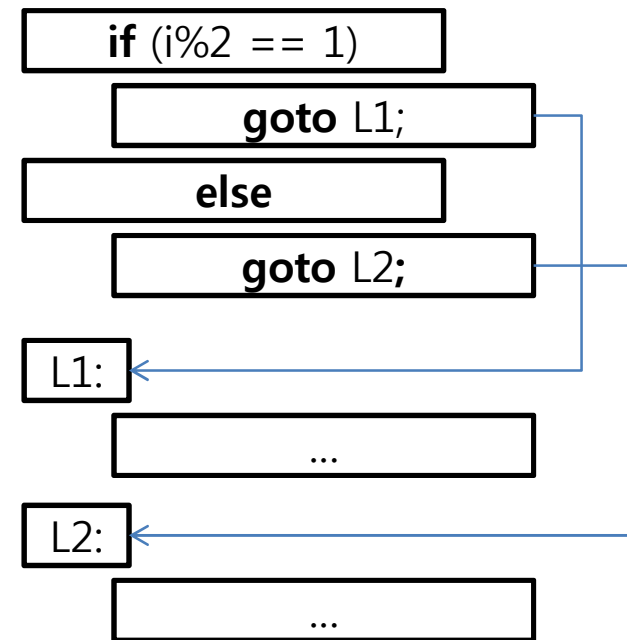 if (i%2 == 1)
goto L1;
else
goto L2;
L1:
...
L2:
...